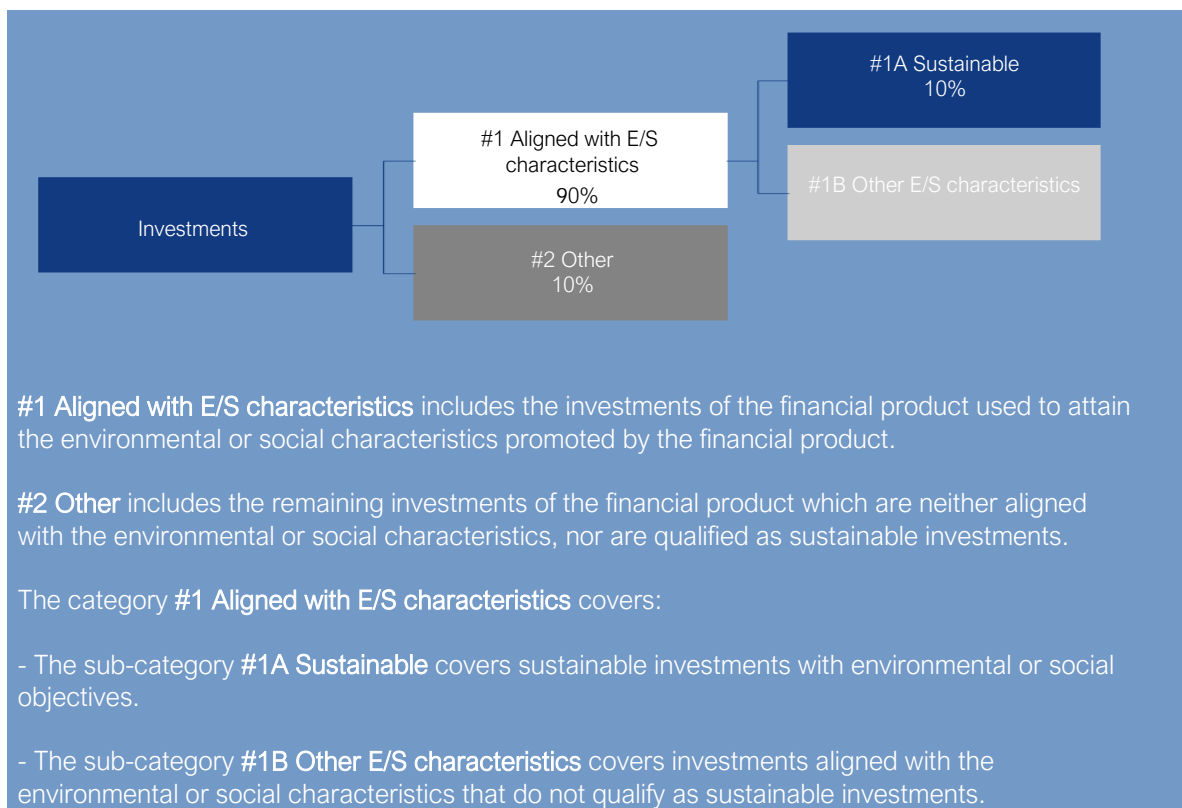 #1A Sustainable
10%
#1 Aligned with E/S
characteristics
90%
#1B Other E/S characteristics
Investments
#2 Other
10%
#1 Aligned with E/S characteristics includes the investments of the financial product used to attain
the environmental or social characteristics promoted by the financial product.
#2 Other includes the remaining investments of the financial product which are neither aligned
with the environmental or social characteristics, nor are qualified as sustainable investments.
The category #1 Aligned with E/S characteristics covers:
- The sub-category #1A Sustainable covers sustainable investments with environmental or social
objectives.
- The sub-category #1B Other E/S characteristics covers investments aligned with the
environmental or social characteristics that do not qualify as sustainable investments.